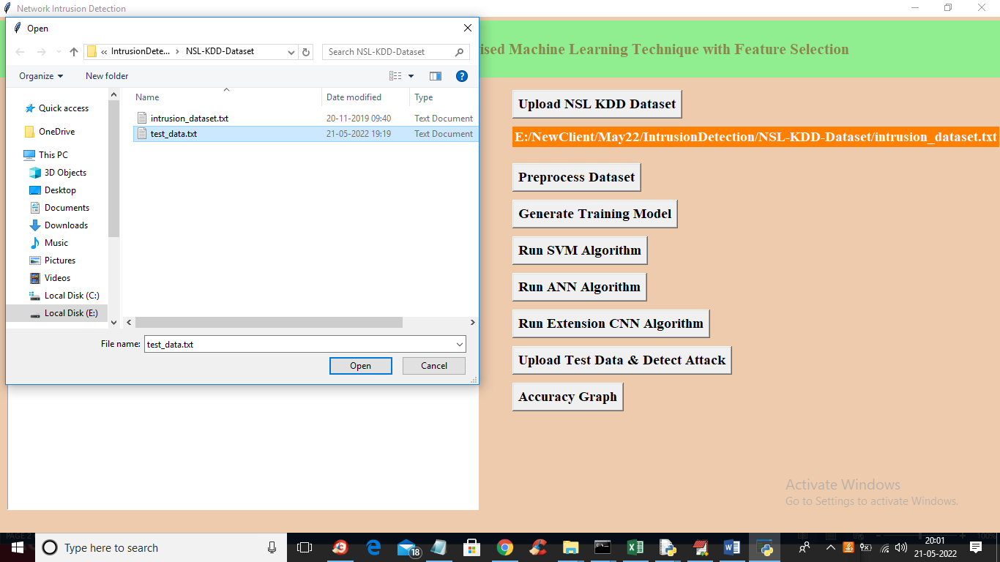 Network Intrusion Detection
Open
« IntrusionDete... > NSL-KDD-Dataset
Search NSL-KDD-Dataset
ised Machine Learning Technique with Feature Selection
Organize
New folder
Name
Date modified
Type
intrusion_dataset.txt 20-11-2019 09:40 Text Document
test_data.txt 21-05-2022 19:19 Text Document
Quick access
OneDrive
This PC
3D Objects
Desktop
Documents
Downloads
Music
Pictures
Videos
Local Disk (C:)
Local Disk (E:)
File name: test_data.txt
Open
Cancel
Upload NSL KDD Dataset
E:/NewClient/May22/IntrusionDetection/NSL-KDD-Dataset/intrusion_dataset.txt
Preprocess Dataset
Generate Training Model
Run SVM Algorithm
Run ANN Algorithm
Run Extension CNN Algorithm
Upload Test Data & Detect Attack
Accuracy Graph
Activate Windows
Go to Settings to activate Windows.
PAGE 2
100%
Type here to search
18
20:01
21-05-2022